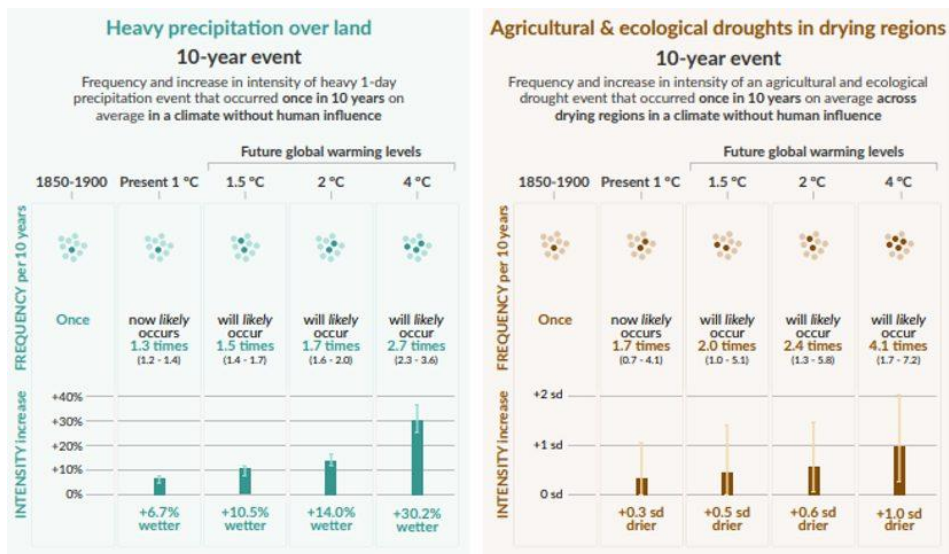 Heavy precipitation over land
10-year event
Frequency and increase in intensity of heavy 1-day
precipitation event that occurred once in 10 years on
average in a climate without human influence
Future global warming levels
1850-1900 Present 1 °C 1.5 °C 2 °C 4 °C
FREQUENCY per 10 years
Once
now likely occurs 1.3 times (1.2 - 1.4)
will likely occur 1.5 times (1.4 - 1.7)
will likely occur 1.7 times (1.6 - 2.0)
will likely occur 2.7 times (2.3 - 3.6)
INTENSITY increase
+40%
+30%
+20%
+10%
0%
+6.7% wetter
+10.5% wetter
+14.0% wetter
+30.2% wetter
Agricultural & ecological droughts in drying regions
10-year event
Frequency and increase in intensity of an agricultural and ecological
drought event that occurred once in 10 years on average across
drying regions in a climate without human influence
Future global warming levels
1850-1900 Present 1 °C 1.5 °C 2 °C 4 °C
FREQUENCY per 10 years
Once
now likely occurs 1.7 times (0.7 - 4.1)
will likely occur 2.0 times (1.0 - 5.1)
will likely occur 2.4 times (1.3 - 5.8)
will likely occur 4.1 times (1.7 - 7.2)
INTENSITY increase
+2 sd
+1 sd
0 sd
+0.3 sd drier
+0.5 sd drier
+0.6 sd drier
+1.0 sd drier